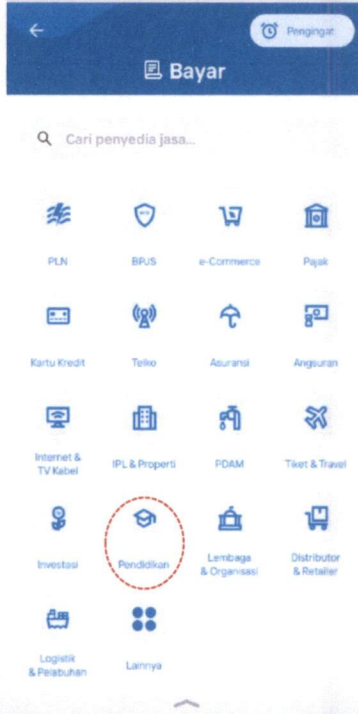 Pengingat
Bayar
Cari penyedia jasa...
PLN
BPJS
e-Commerce
Pajak
Kartu Kredit
Telko
Asuransi
Angsuran
Internet &
TV Kabel
IPL & Properti
PDAM
Tiket & Travel
Investasi
Pendidikan
Lembaga
& Organisasi
Distributor
& Retailer
Logistik
& Pelabuhan
Lainnya